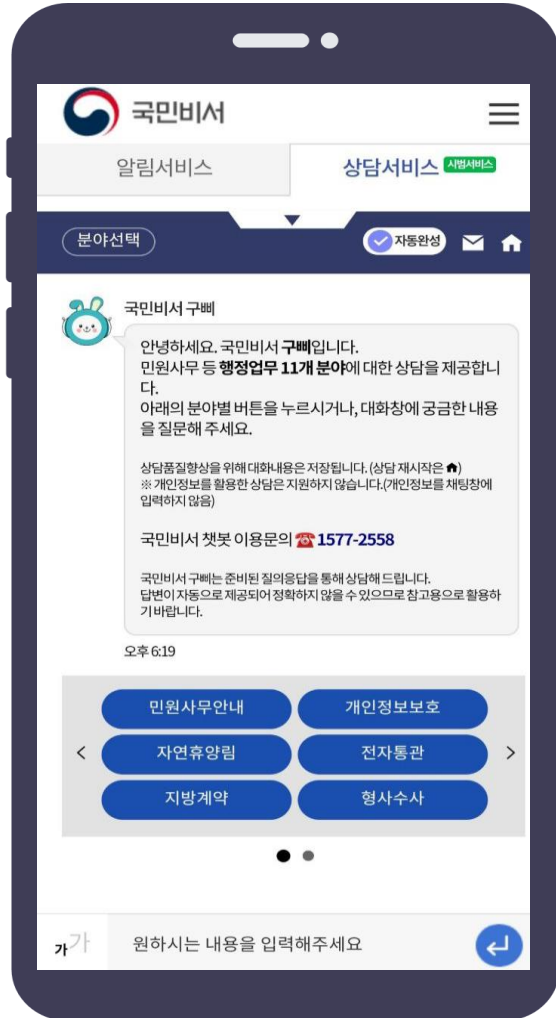 국민비서
알림서비스
상담서비스 시범서비스
분야선택
자동완성
국민비서 구삐
안녕하세요. 국민비서 구삐입니다.
민원사무 등 행정업무 11개 분야에 대한 상담을 제공합니
다.
아래의 분야별 버튼을 누르시거나, 대화창에 궁금한 내용
을 질문해 주세요.
상담품질향상을 위해 대화내용은 저장됩니다. (상담 재시작은 )
※ 개인정보를 활용한 상담은 지원하지 않습니다.(개인정보를 채팅창에
입력하지 않음)
국민비서 챗봇 이용문의 ☎ 1577-2558
국민비서 구삐는 준비된 질의응답을 통해 상담해 드립니다.
답변이 자동으로 제공되어 정확하지 않을 수 있으므로 참고용으로 활용하
기 바랍니다.
오후 6:19
민원사무안내
개인정보보호
자연휴양림
전자통관
지방계약
형사수사
가가
원하시는 내용을 입력해주세요